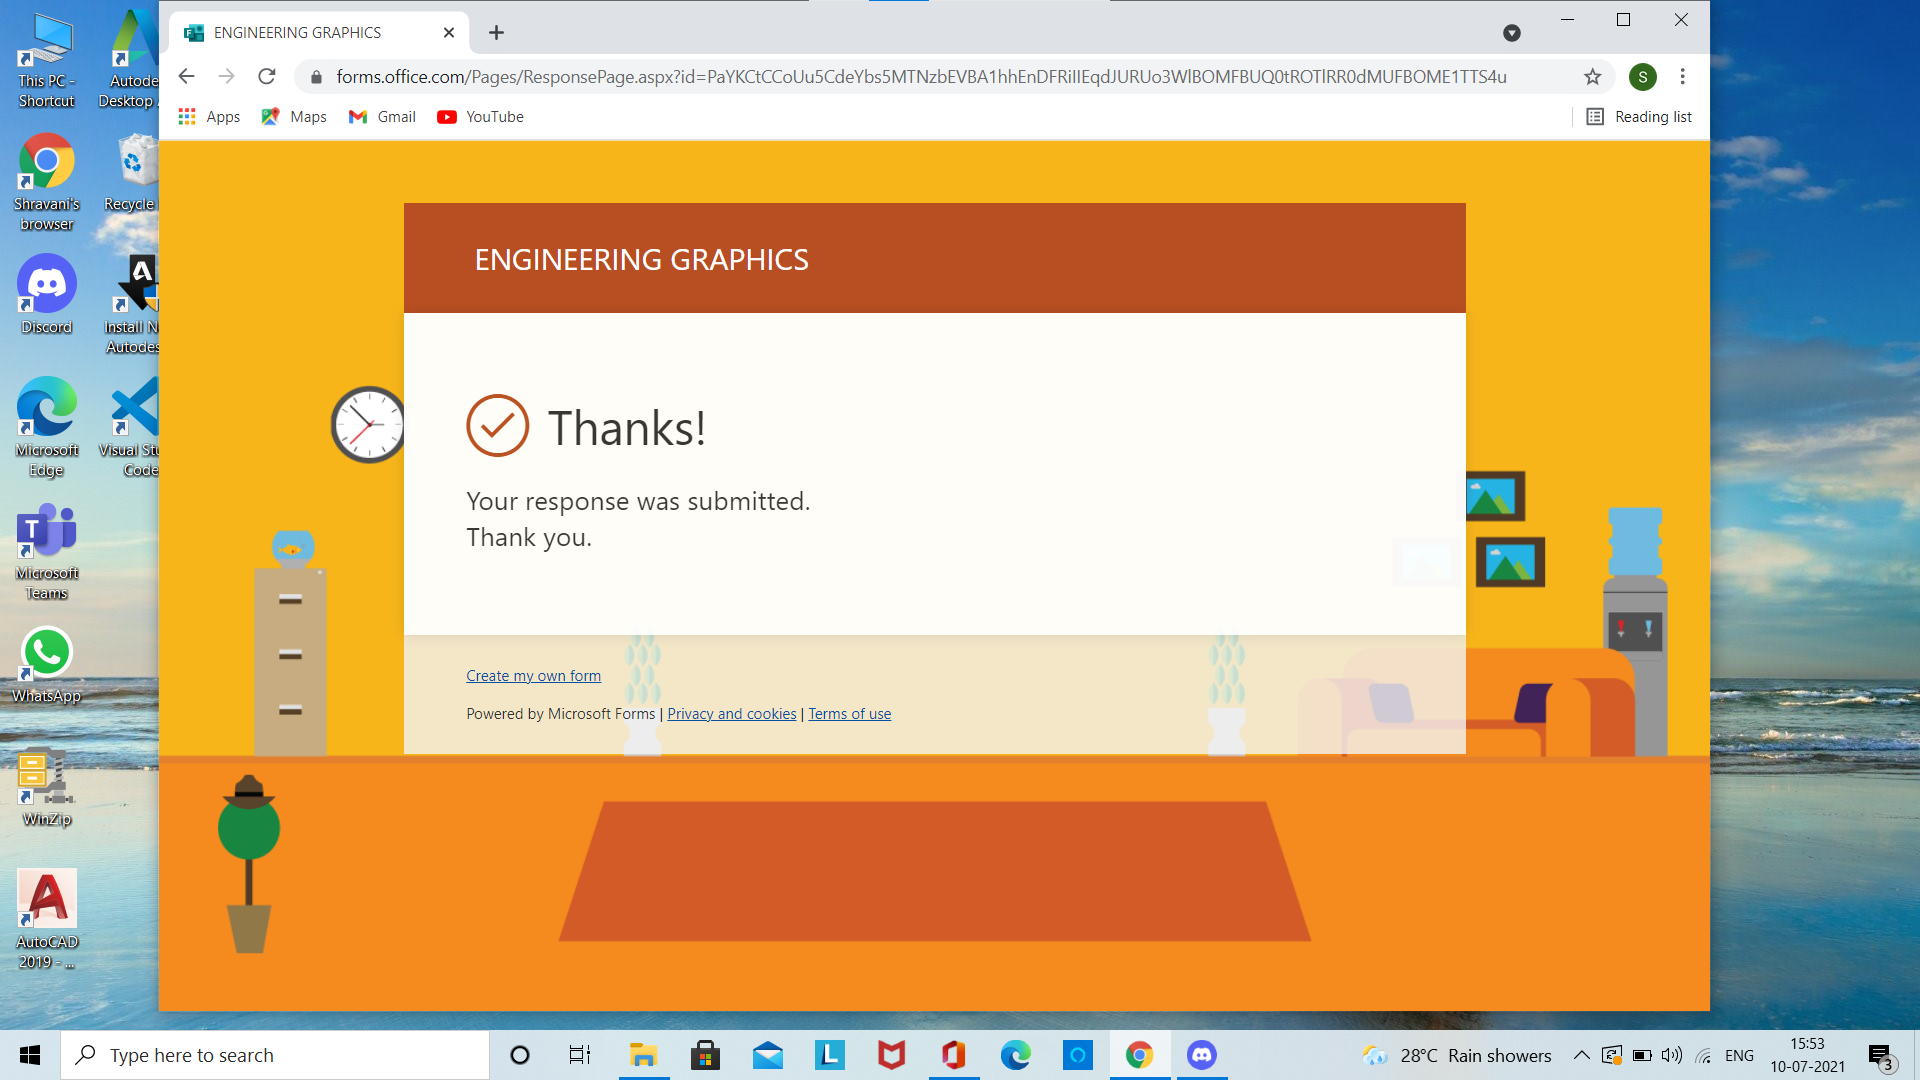 ENGINEERING GRAPHICS
forms.office.com/Pages/ResponsePage.aspx?id=PaYKCtCCoUu5CdeYbs5MTNzbEVBA1hhEnDFRiIIEqdJURUo3WlBOMFBUQ0tROTlRR0dMUFBOME1TTS4u
S
Apps
Maps
Gmail
YouTube
Reading list
This PC -
Shortcut
Autode
Desktop
Shravani's
browser
Recycle
Discord
Install N
Autodes
Microsoft
Edge
Visual Stu
Code
Microsoft
Teams
WhatsApp
WinZip
AutoCAD
2019 - ...
ENGINEERING GRAPHICS
Thanks!
Your response was submitted.
Thank you.
Create my own form
Powered by Microsoft Forms | Privacy and cookies | Terms of use
Type here to search
28°C Rain showers
ENG
15:53
10-07-2021
3